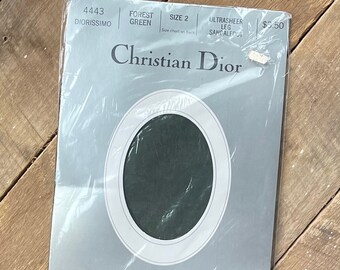 4443
DIORISSIMO
FOREST
GREEN
SIZE 2
ULTRASHEER
LEG
SANDALFOOT
$5.50
Christian Dior